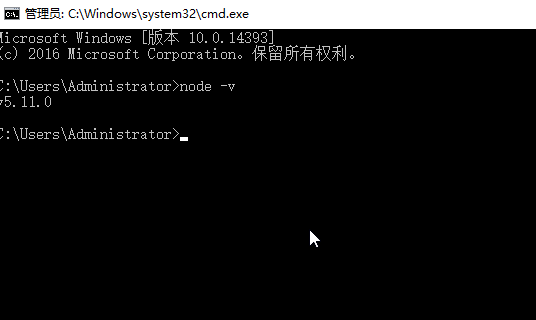 管理员: C:\Windows\system32\cmd.exe
Microsoft Windows [版本 10.0.14393]
(c) 2016 Microsoft Corporation。保留所有权利。
C:\Users\Administrator>node -v
v5.11.0
C:\Users\Administrator>